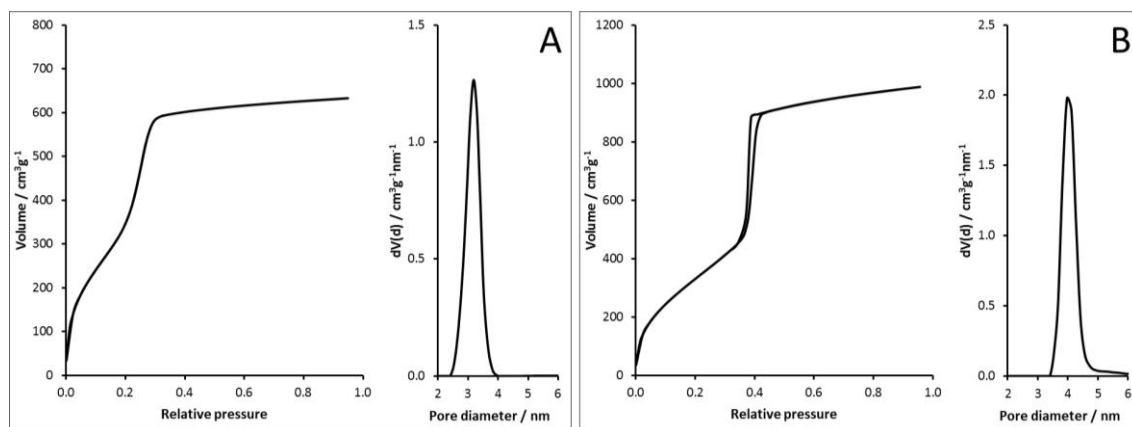 A
Volume / cm³g⁻¹
800
700
600
500
400
300
200
100
0
0.0 0.2 0.4 0.6 0.8 1.0
Relative pressure
dV(d) / cm³g⁻¹nm⁻¹
1.5
1.0
0.5
0.0
2 3 4 5 6
Pore diameter / nm
B
Volume / cm³g⁻¹
1200
1000
800
600
400
200
0
0.0 0.2 0.4 0.6 0.8 1.0
Relative pressure
dV(d) / cm³g⁻¹nm⁻¹
2.5
2.0
1.5
1.0
0.5
0.0
2 3 4 5 6
Pore diameter / nm